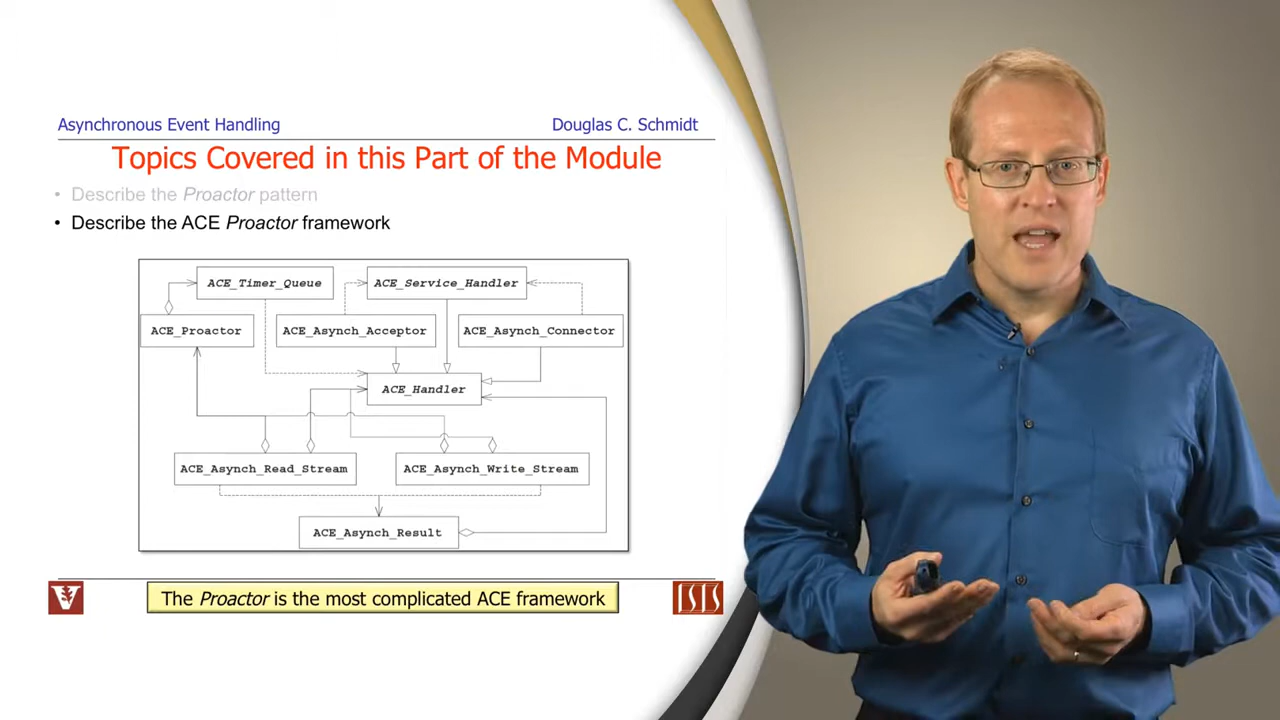 Asynchronous Event Handling
Douglas C. Schmidt
Topics Covered in this Part of the Module
• Describe the Proactor pattern
• Describe the ACE Proactor framework
ACE_Timer_Queue
ACE_Service_Handler
ACE_Proactor
ACE_Asynch_Acceptor
ACE_Asynch_Connector
ACE_Handler
ACE_Asynch_Read_Stream
ACE_Asynch_Write_Stream
ACE_Asynch_Result
V
The Proactor is the most complicated ACE framework
ISIS